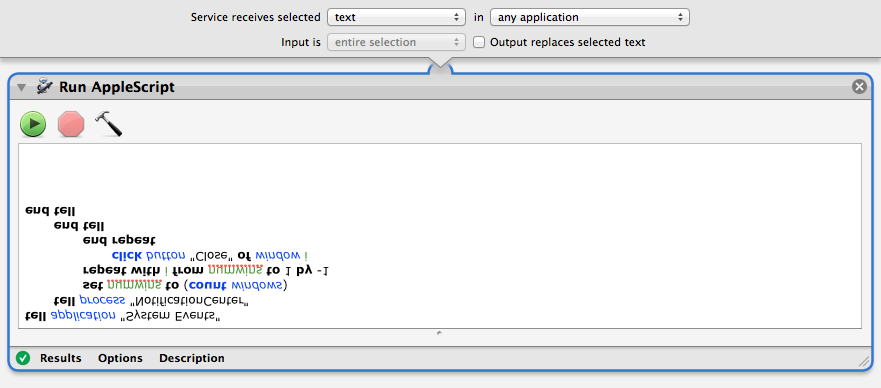 Service receives selected text in any application
Input is entire selection Output replaces selected text
Run AppleScript
tell application "System Events"
tell process "NotificationCenter"
set numwins to (count windows)
repeat with i from numwins to 1 by -1
click button "Close" of window i
end repeat
end tell
end tell
Results Options Description